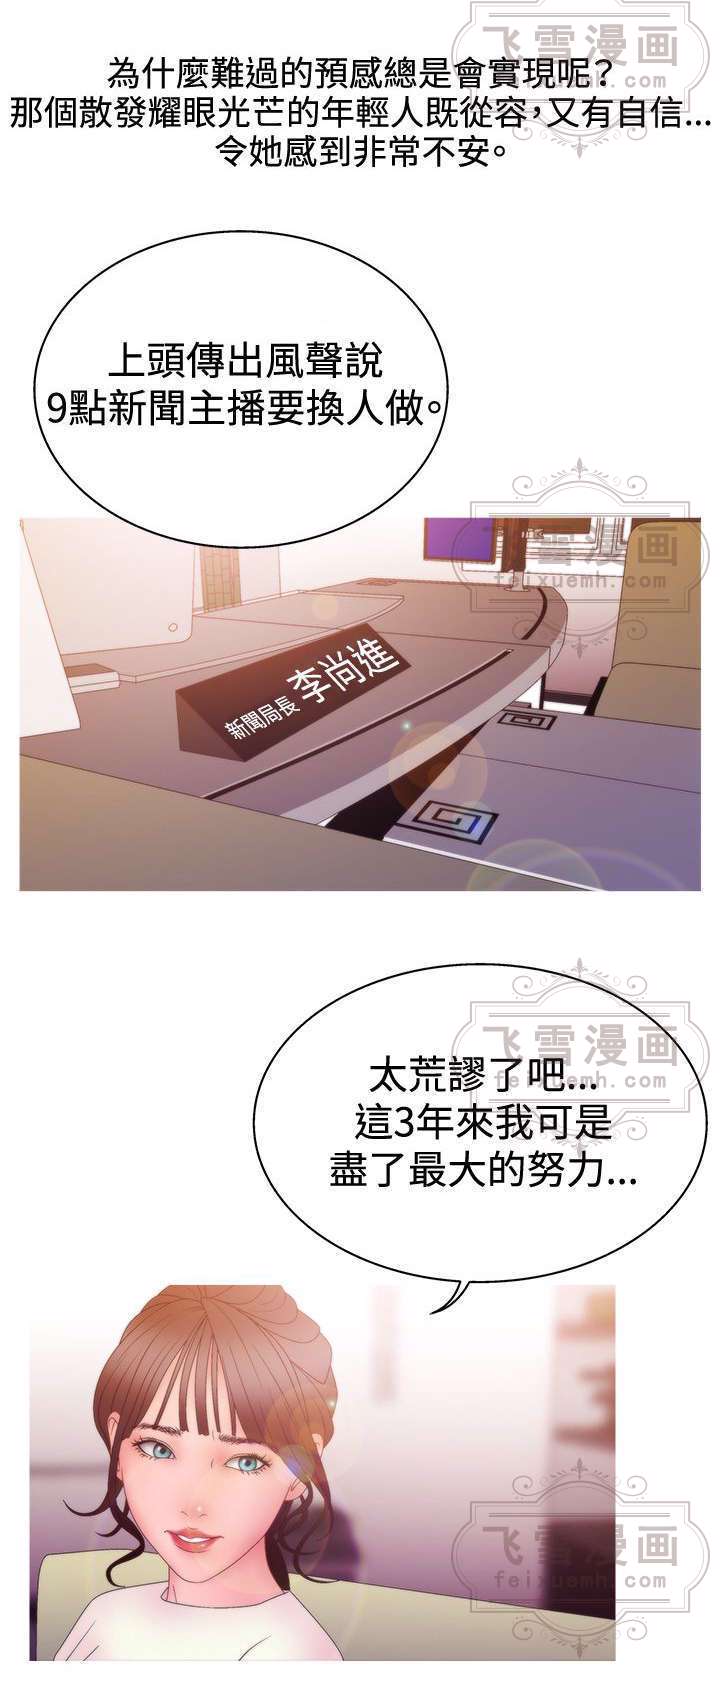 飞雪漫画
feixuemh.com
為什麼難過的預感總是會實現呢？
那個散發耀眼光芒的年輕人既從容，又有自信...
令她感到非常不安。
上頭傳出風聲說
9點新聞主播要換人做。
飞雪漫画
feixuemh.com
新聞局長 李尚進
飞雪漫画
feixuemh.com
太荒謬了吧...
這3年來我可是
盡了最大的努力...
飞雪漫画
feixuemh.com